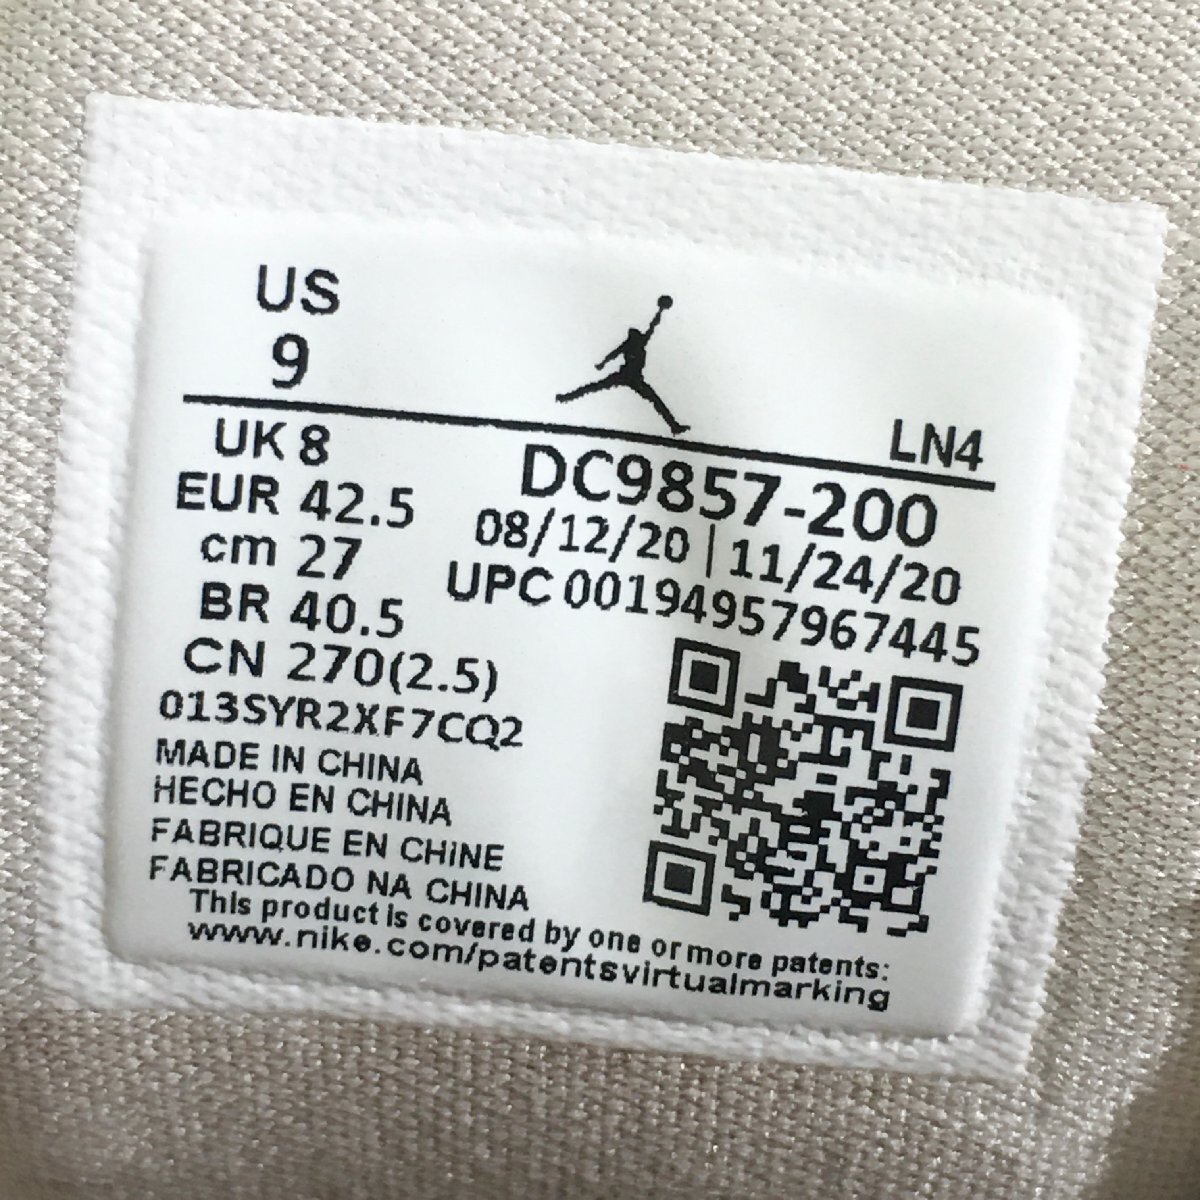 US
9
LN4
UK 8
EUR 42.5
cm 27
BR 40.5
CN 270(2.5)
DC9857-200
08/12/20 | 11/24/20
UPC 00194957967445
013SYR2XF7CQ2
MADE IN CHINA
HECHO EN CHINA
FABRIQUE EN CHINE
FABRICADO NA CHINA
This product is covered by one or more patents:
www.nike.com/patentsvirtualmarking